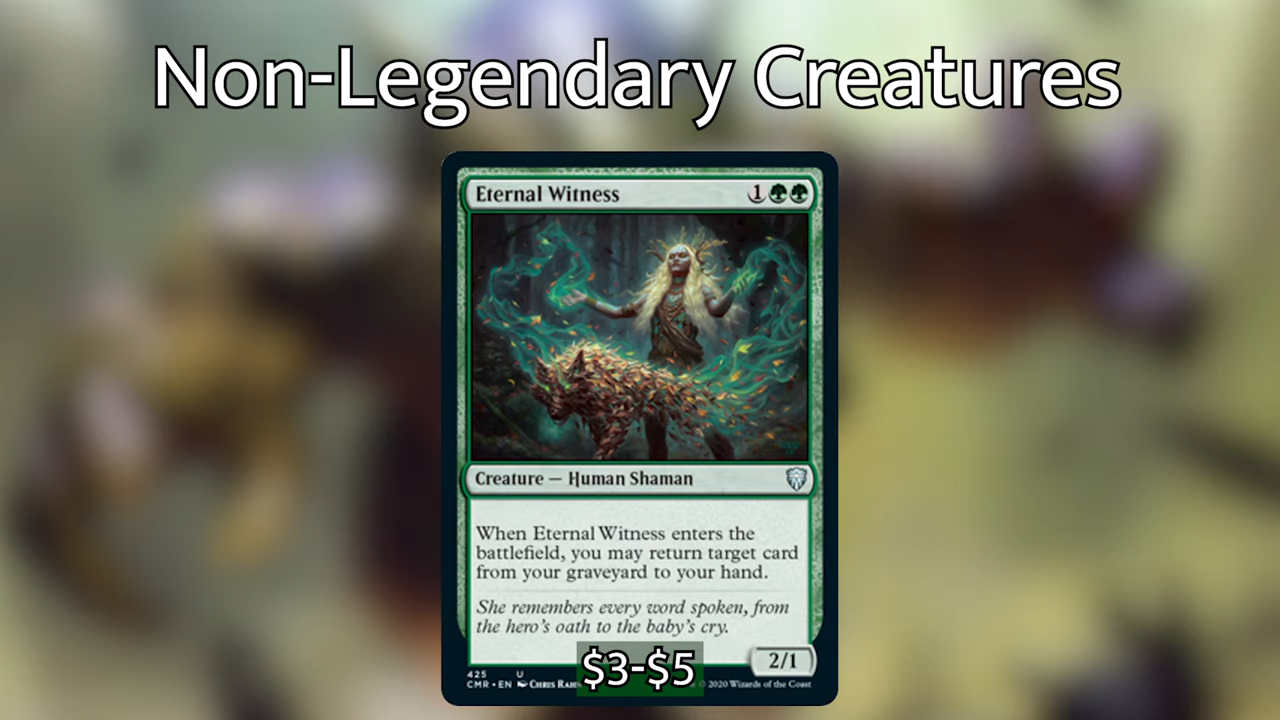 Non-Legendary Creatures
Eternal Witness 1
Creature — Human Shaman
When Eternal Witness enters the
battlefield, you may return target card
from your graveyard to your hand.
She remembers every word spoken, from
the hero's oath to the baby's cry.
2/1
$3-$5
425 U
CMR • EN Chris © 2020 Wizards of the Coast